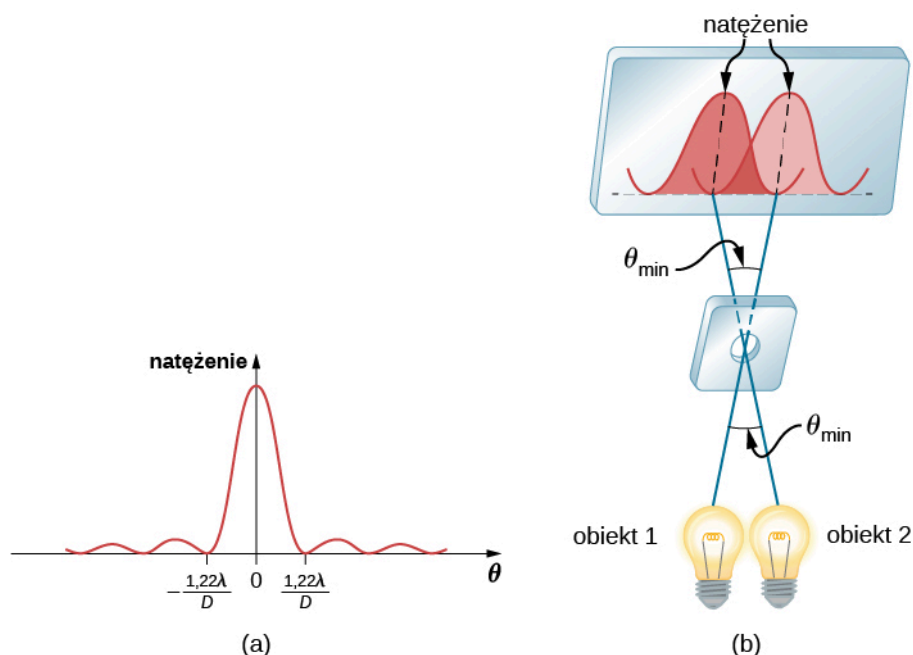 natężenie
θmin
θmin
obiekt 1
obiekt 2
(b)
natężenie
−1,22λ/D
0
1,22λ/D
θ
(a)